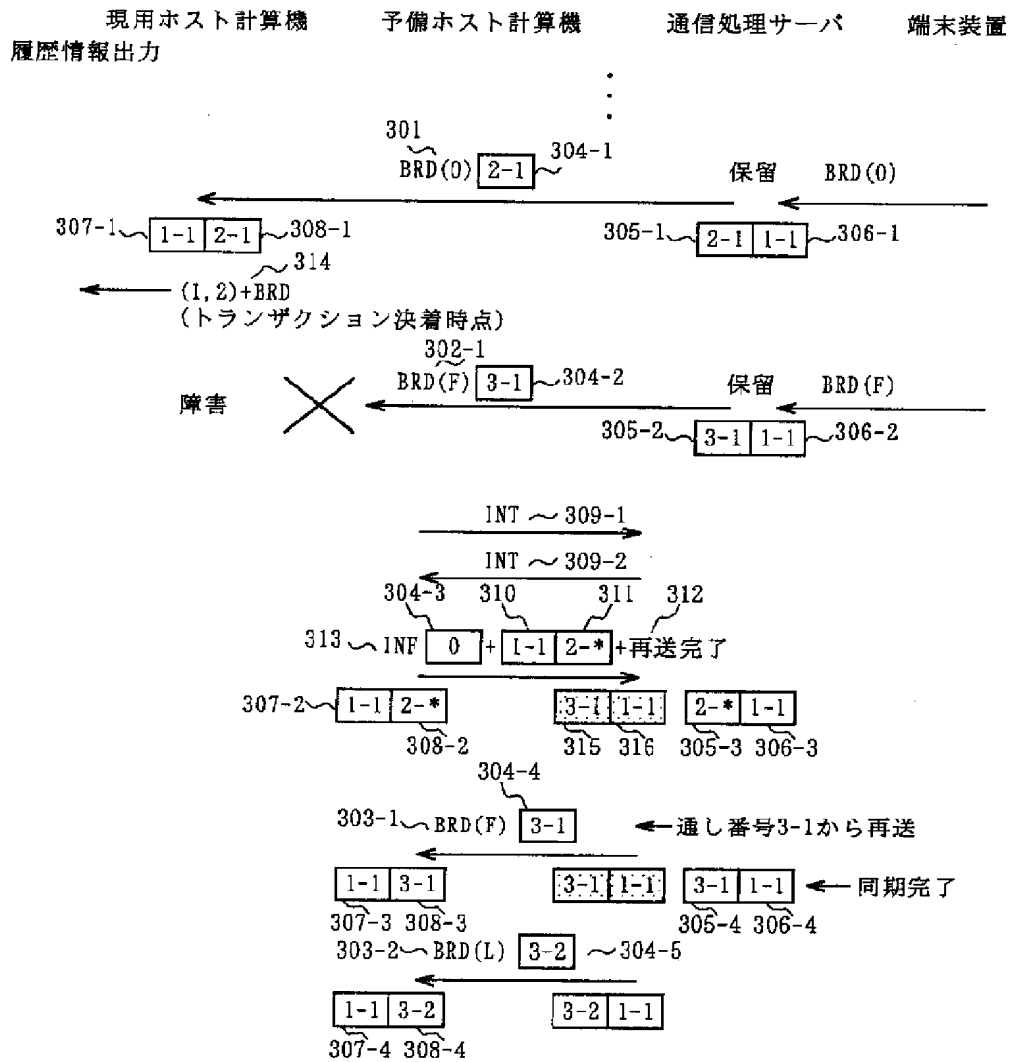 現用ホスト計算機 予備ホスト計算機 通信処理サーバ 端末装置
履歴情報出力
301
BRD(0) 2-1 304-1 保留 BRD(0)
307-1 1-1 2-1 308-1 305-1 2-1 1-1 306-1
314
(1,2)+BRD
(トランザクション決着時点)
302-1
障害 BRD(F) 3-1 304-2 保留 BRD(F)
305-2 3-1 1-1 306-2
INT 309-1
INT 309-2
304-3 310 311 312
313 INF 0 + 1-1 2-* +再送完了
307-2 1-1 2-* 3-1 1-1 2-* 1-1
308-2 315 316 305-3 306-3
304-4
303-1 BRD(F) 3-1 ←通し番号3-1から再送
1-1 3-1 3-1 1-1 3-1 1-1 ←同期完了
307-3 308-3 305-4 306-4
303-2 BRD(L) 3-2 304-5
1-1 3-2 3-2 1-1
307-4 308-4